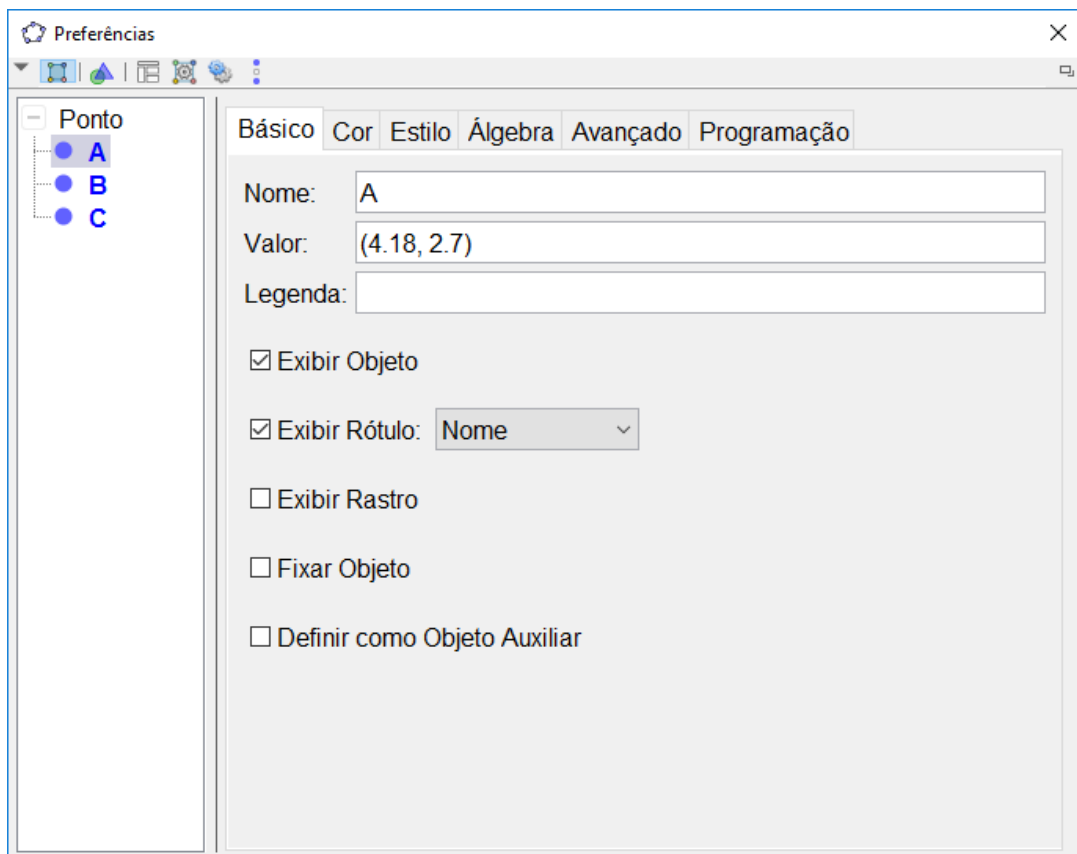 Preferências
Ponto
A
B
C
Básico Cor Estilo Álgebra Avançado Programação
Nome: A
Valor: (4.18, 2.7)
Legenda:
Exibir Objeto
Exibir Rótulo: Nome
Exibir Rastro
Fixar Objeto
Definir como Objeto Auxiliar